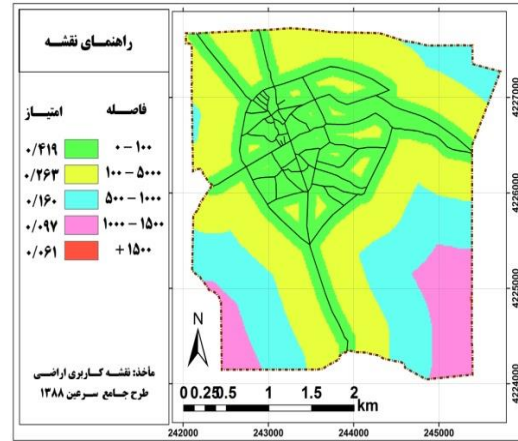 راهنمای نقشه
فاصله امتیاز
۰ – ۱۰۰ ۰/۴۱۹
۱۰۰ – ۵۰۰۰ ۰/۲۶۳
۵۰۰ – ۱۰۰۰ ۰/۱۶۰
۱۰۰۰ – ۱۵۰۰ ۰/۰۹۷
+ ۱۵۰۰ ۰/۰۶۱
مأخذ: نقشه کاربری اراضی
طرح جامع سرعین ۱۳۸۸
N
0 0.25 0.5 1 1.5 2
km
4227000
4226000
4225000
4224000
242000 243000 244000 245000